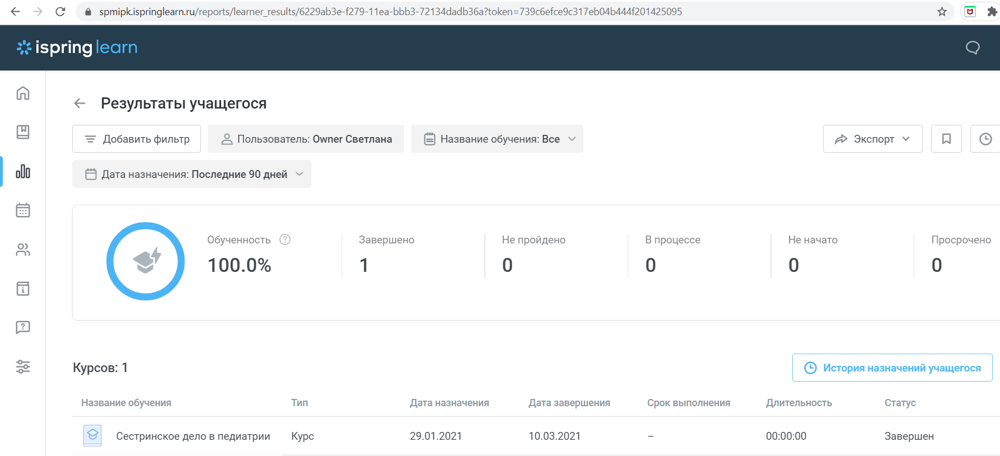 spmipk.ispringlearn.ru/reports/learner_results/6229ab3e-f279-11ea-bbb3-72134dadb36a?token=739c6efce9c317eb04b444f201425095
ispring learn
Результаты учащегося
Добавить фильтр Пользователь: Owner Светлана Название обучения: Все Экспорт
Дата назначения: Последние 90 дней
Обученность ? Завершено Не пройдено В процессе Не начато Просрочено
100.0% 1 0 0 0 0
Курсов: 1 История назначений учащегося
Название обучения Тип Дата назначения Дата завершения Срок выполнения Длительность Статус
Сестринское дело в педиатрии Курс 29.01.2021 10.03.2021 – 00:00:00 Завершен